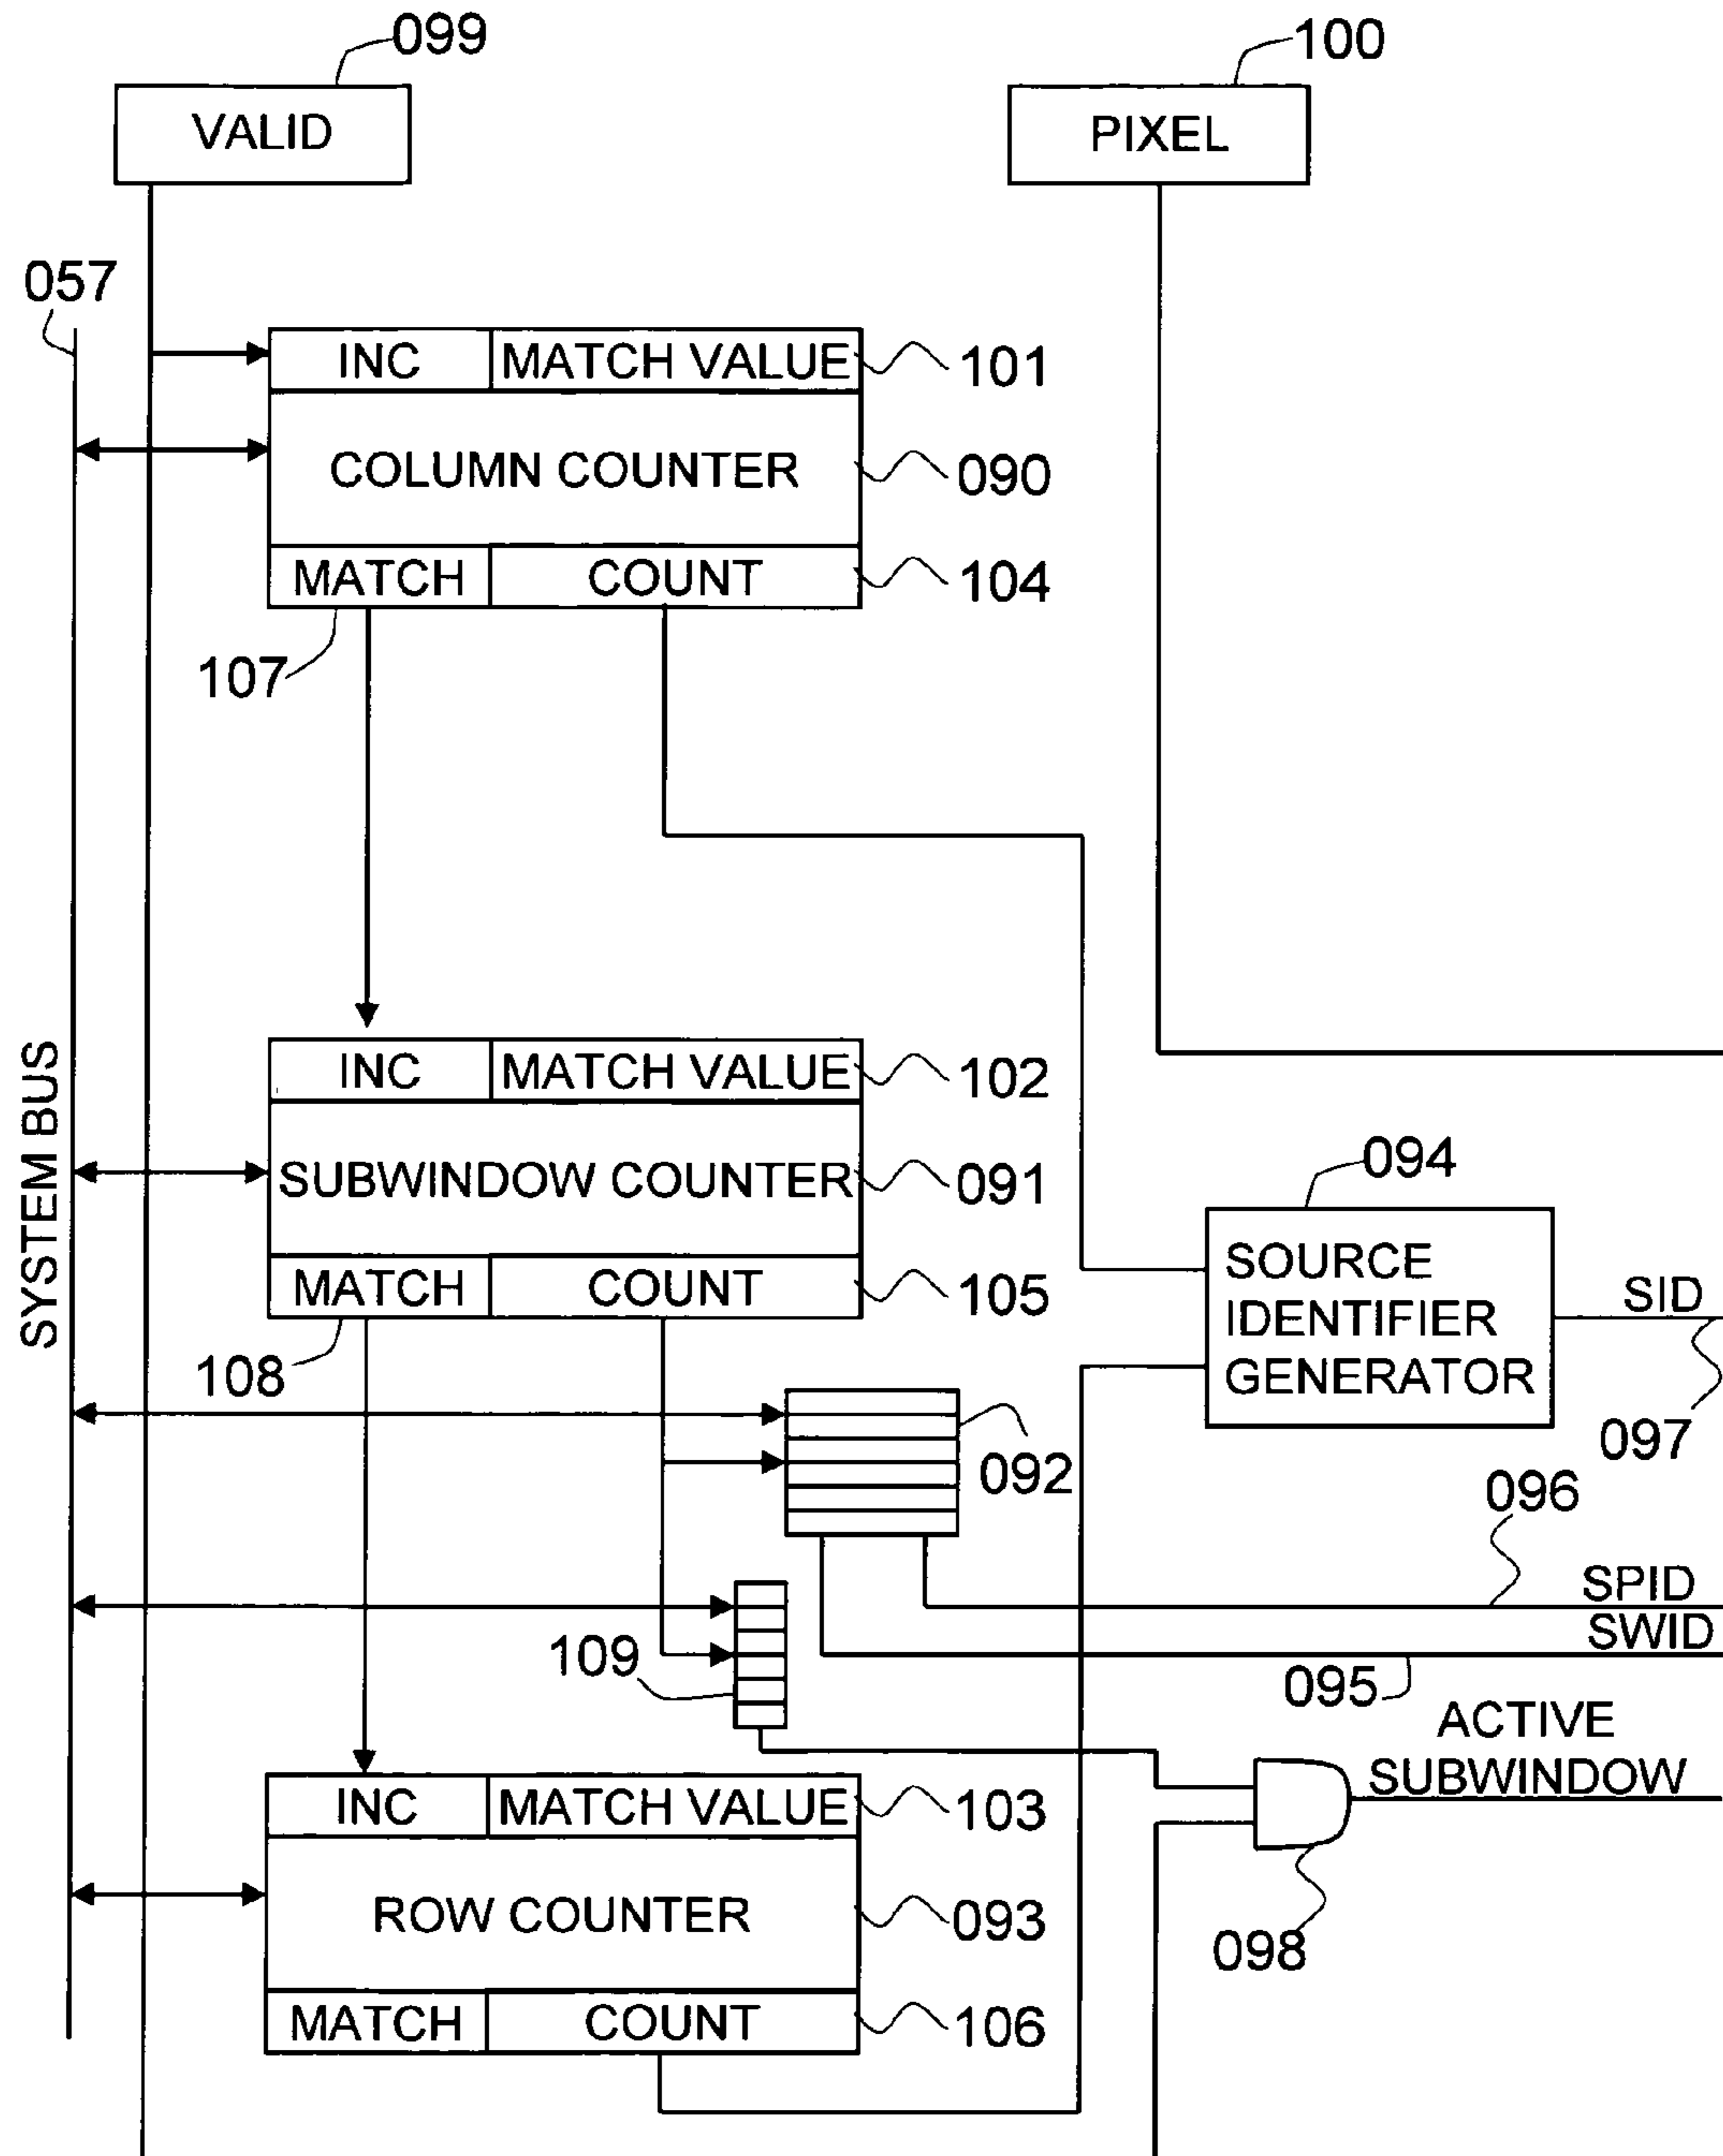 099
100
VALID
PIXEL
057
INC
MATCH VALUE
101
COLUMN COUNTER
090
MATCH
COUNT
104
107
SYSTEM BUS
INC
MATCH VALUE
102
SUBWINDOW COUNTER
091
094
MATCH
COUNT
105
SOURCE
IDENTIFIER
GENERATOR
SID
108
097
092
096
SPID
SWID
109
095
ACTIVE
SUBWINDOW
INC
MATCH VALUE
103
ROW COUNTER
093
098
MATCH
COUNT
106